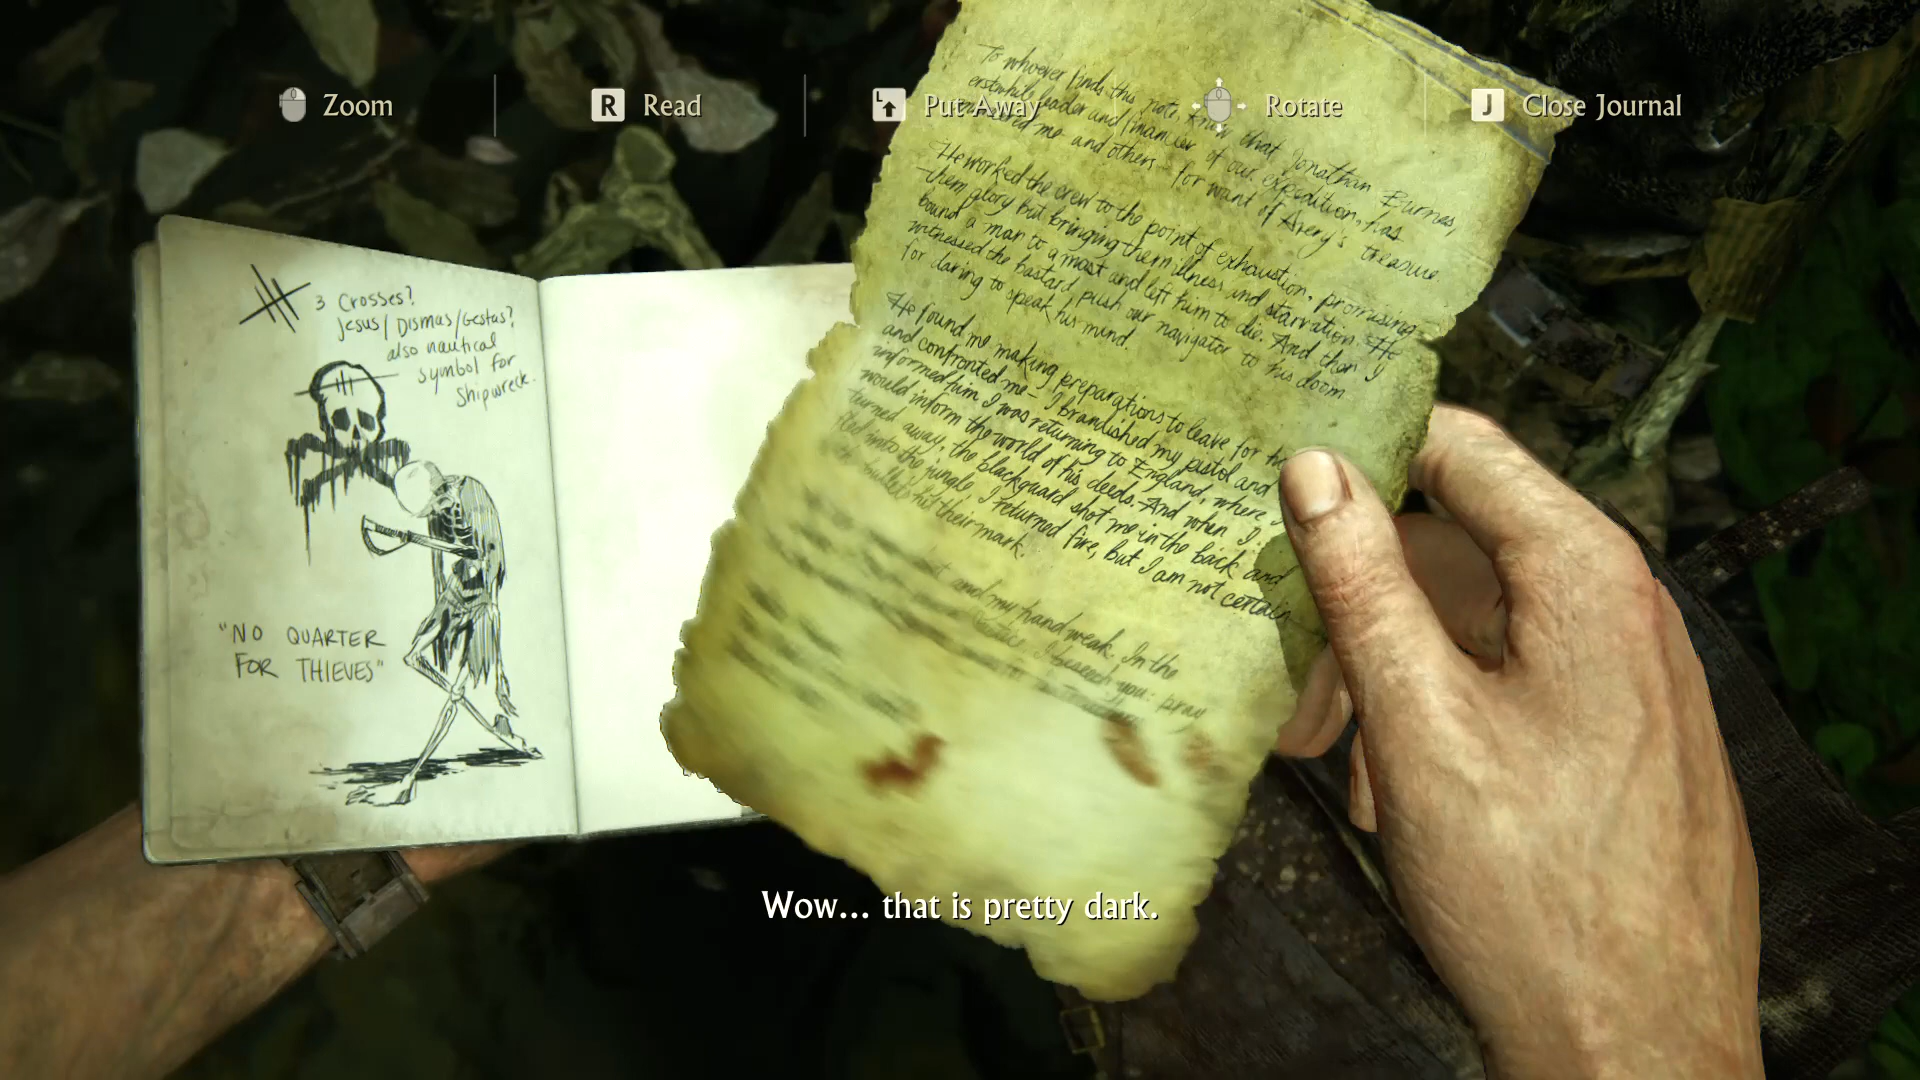 Zoom
R Read
L Put Away
Rotate
J Close Journal
3 Crosses?
Jesus/Dismas/Gestas?
also nautical
symbol for
shipwreck.
"NO QUARTER
FOR THIEVES"
To whoever finds this note, know that Jonathan Burnes,
erstwhile leader and financier of our expedition, has
murdered me and others - for want of Avery's treasure.
He worked the crew to the point of exhaustion, promising
them glory but bringing them illness and starvation. He
bound a man to a mast and left him to die. And then I
witnessed the bastard push our navigator to his doom
for daring to speak his mind.
He found me making preparations to leave for
and confronted me - I brandished my pistol and
informed him I was returning to England, where I
would inform the world of his deeds. And when I
turned away, the blackguard shot me in the back and
fled into the jungle. I returned fire, but I am not certain
bullets hit their mark.
and my hand weak. In the
I beseech you: pray
Wow... that is pretty dark.